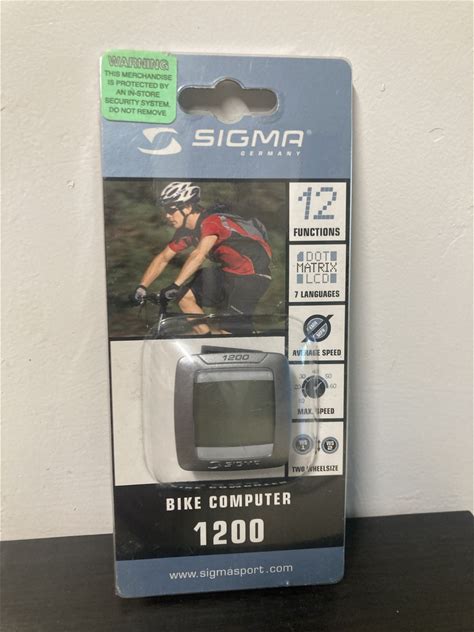 WARNING
THIS MERCHANDISE
IS PROTECTED BY
AN IN-STORE
SECURITY SYSTEM.
DO NOT REMOVE
SIGMA®
GERMANY
12
FUNCTIONS
DOT
MATRIX
LCD
7 LANGUAGES
AVERAGE SPEED
MAX. SPEED
TWO WHEELSIZE
1200
SIGMA
BIKE COMPUTER
1200
www.sigmasport.com